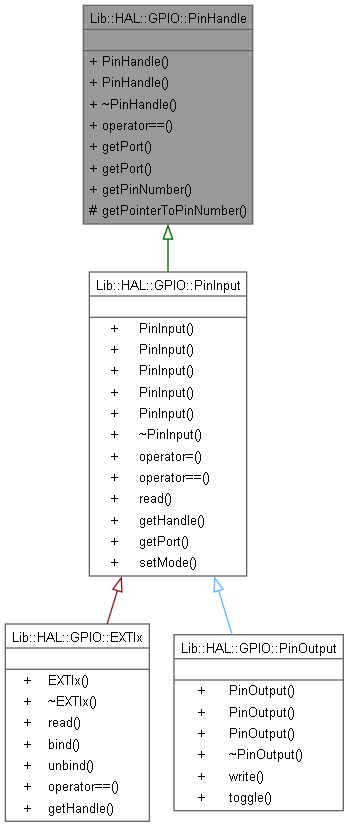 Lib::HAL::GPIO::PinHandle
+ PinHandle()
+ PinHandle()
+ ~PinHandle()
+ operator==()
+ getPort()
+ getPort()
+ getPinNumber()
# getPointerToPinNumber()
Lib::HAL::GPIO::PinInput
+ PinInput()
+ PinInput()
+ PinInput()
+ PinInput()
+ PinInput()
+ ~PinInput()
+ operator=()
+ operator==()
+ read()
+ getHandle()
+ getPort()
+ setMode()
Lib::HAL::GPIO::EXTIx
+ EXTIx()
+ ~EXTIx()
+ read()
+ bind()
+ unbind()
+ operator==()
+ getHandle()
Lib::HAL::GPIO::PinOutput
+ PinOutput()
+ PinOutput()
+ PinOutput()
+ ~PinOutput()
+ write()
+ toggle()